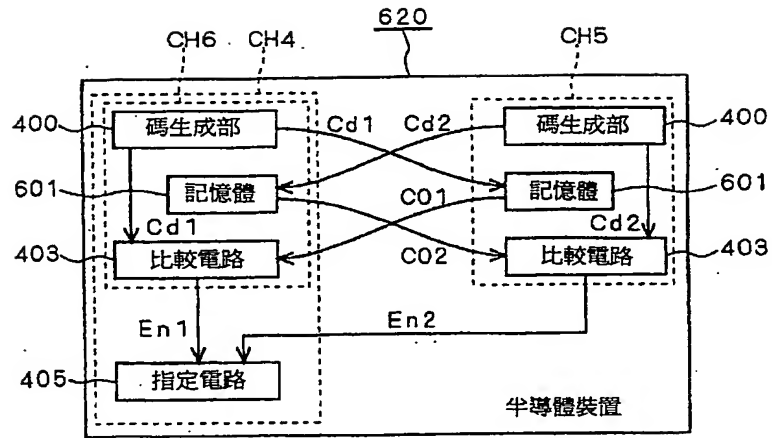 620
CH6 CH4 CH5
400 碼生成部 Cd1 Cd2 碼生成部 400
601 記憶體 CO1 記憶體 601
Cd1 Cd2
403 比較電路 CO2 比較電路 403
En1 En2
405 指定電路
半導體裝置